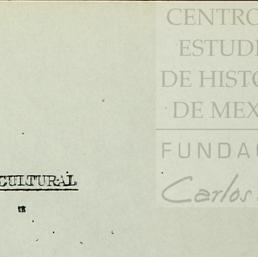 CENTRO
ESTUDI
DE HISTO
DE MEX
FUNDAC
Carlos
CULTURAL